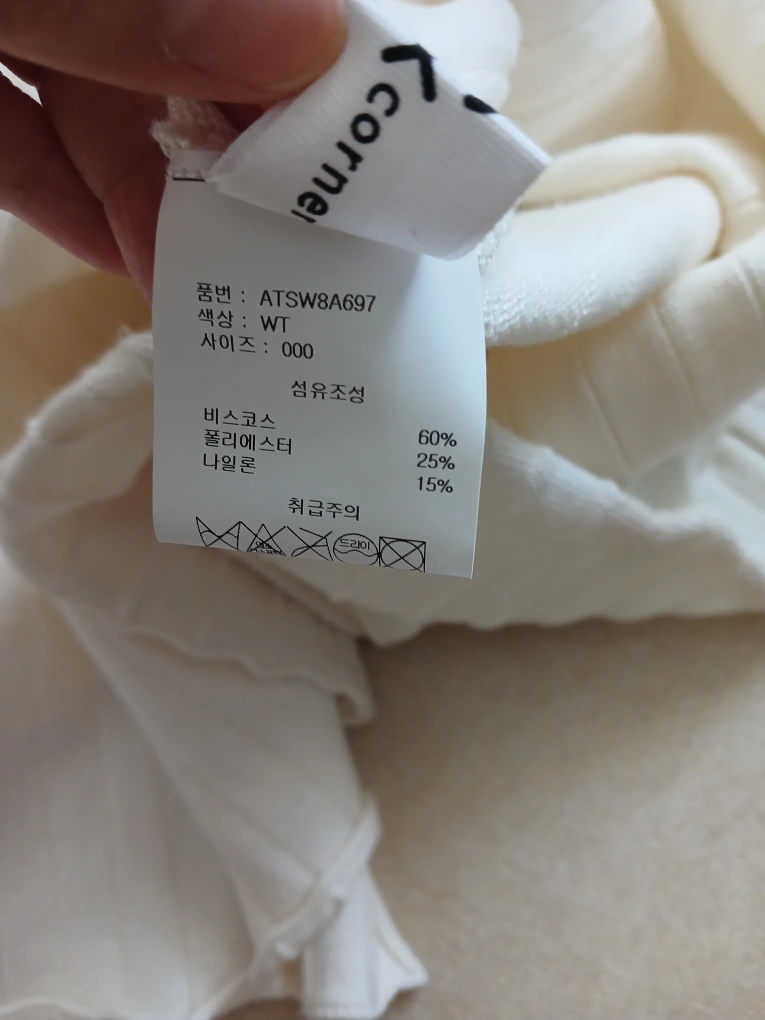 corner
품번 : ATSW8A697
색상 : WT
사이즈 : 000
섬유조성
비스코스 60%
폴리에스터 25%
나일론 15%
취급주의
드라이